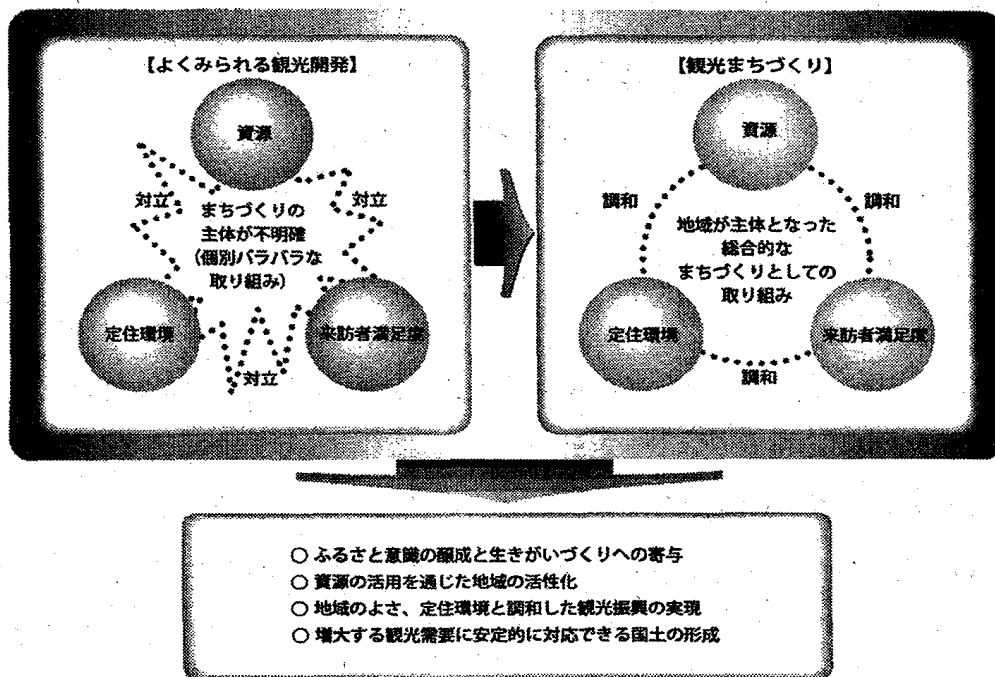 【よくみられる観光開発】
資源
対立
対立
まちづくりの
主体が不明確
（個別バラバラな
取り組み）
定住環境
来訪者満足度
対立
【観光まちづくり】
資源
調和
調和
地域が主体となった
総合的な
まちづくりとしての
取り組み
定住環境
来訪者満足度
調和
○ ふるさと意識の醸成と生きがいづくりへの寄与
○ 資源の活用を通じた地域の活性化
○ 地域のよさ、定住環境と調和した観光振興の実現
○ 増大する観光需要に安定的に対応できる国土の形成